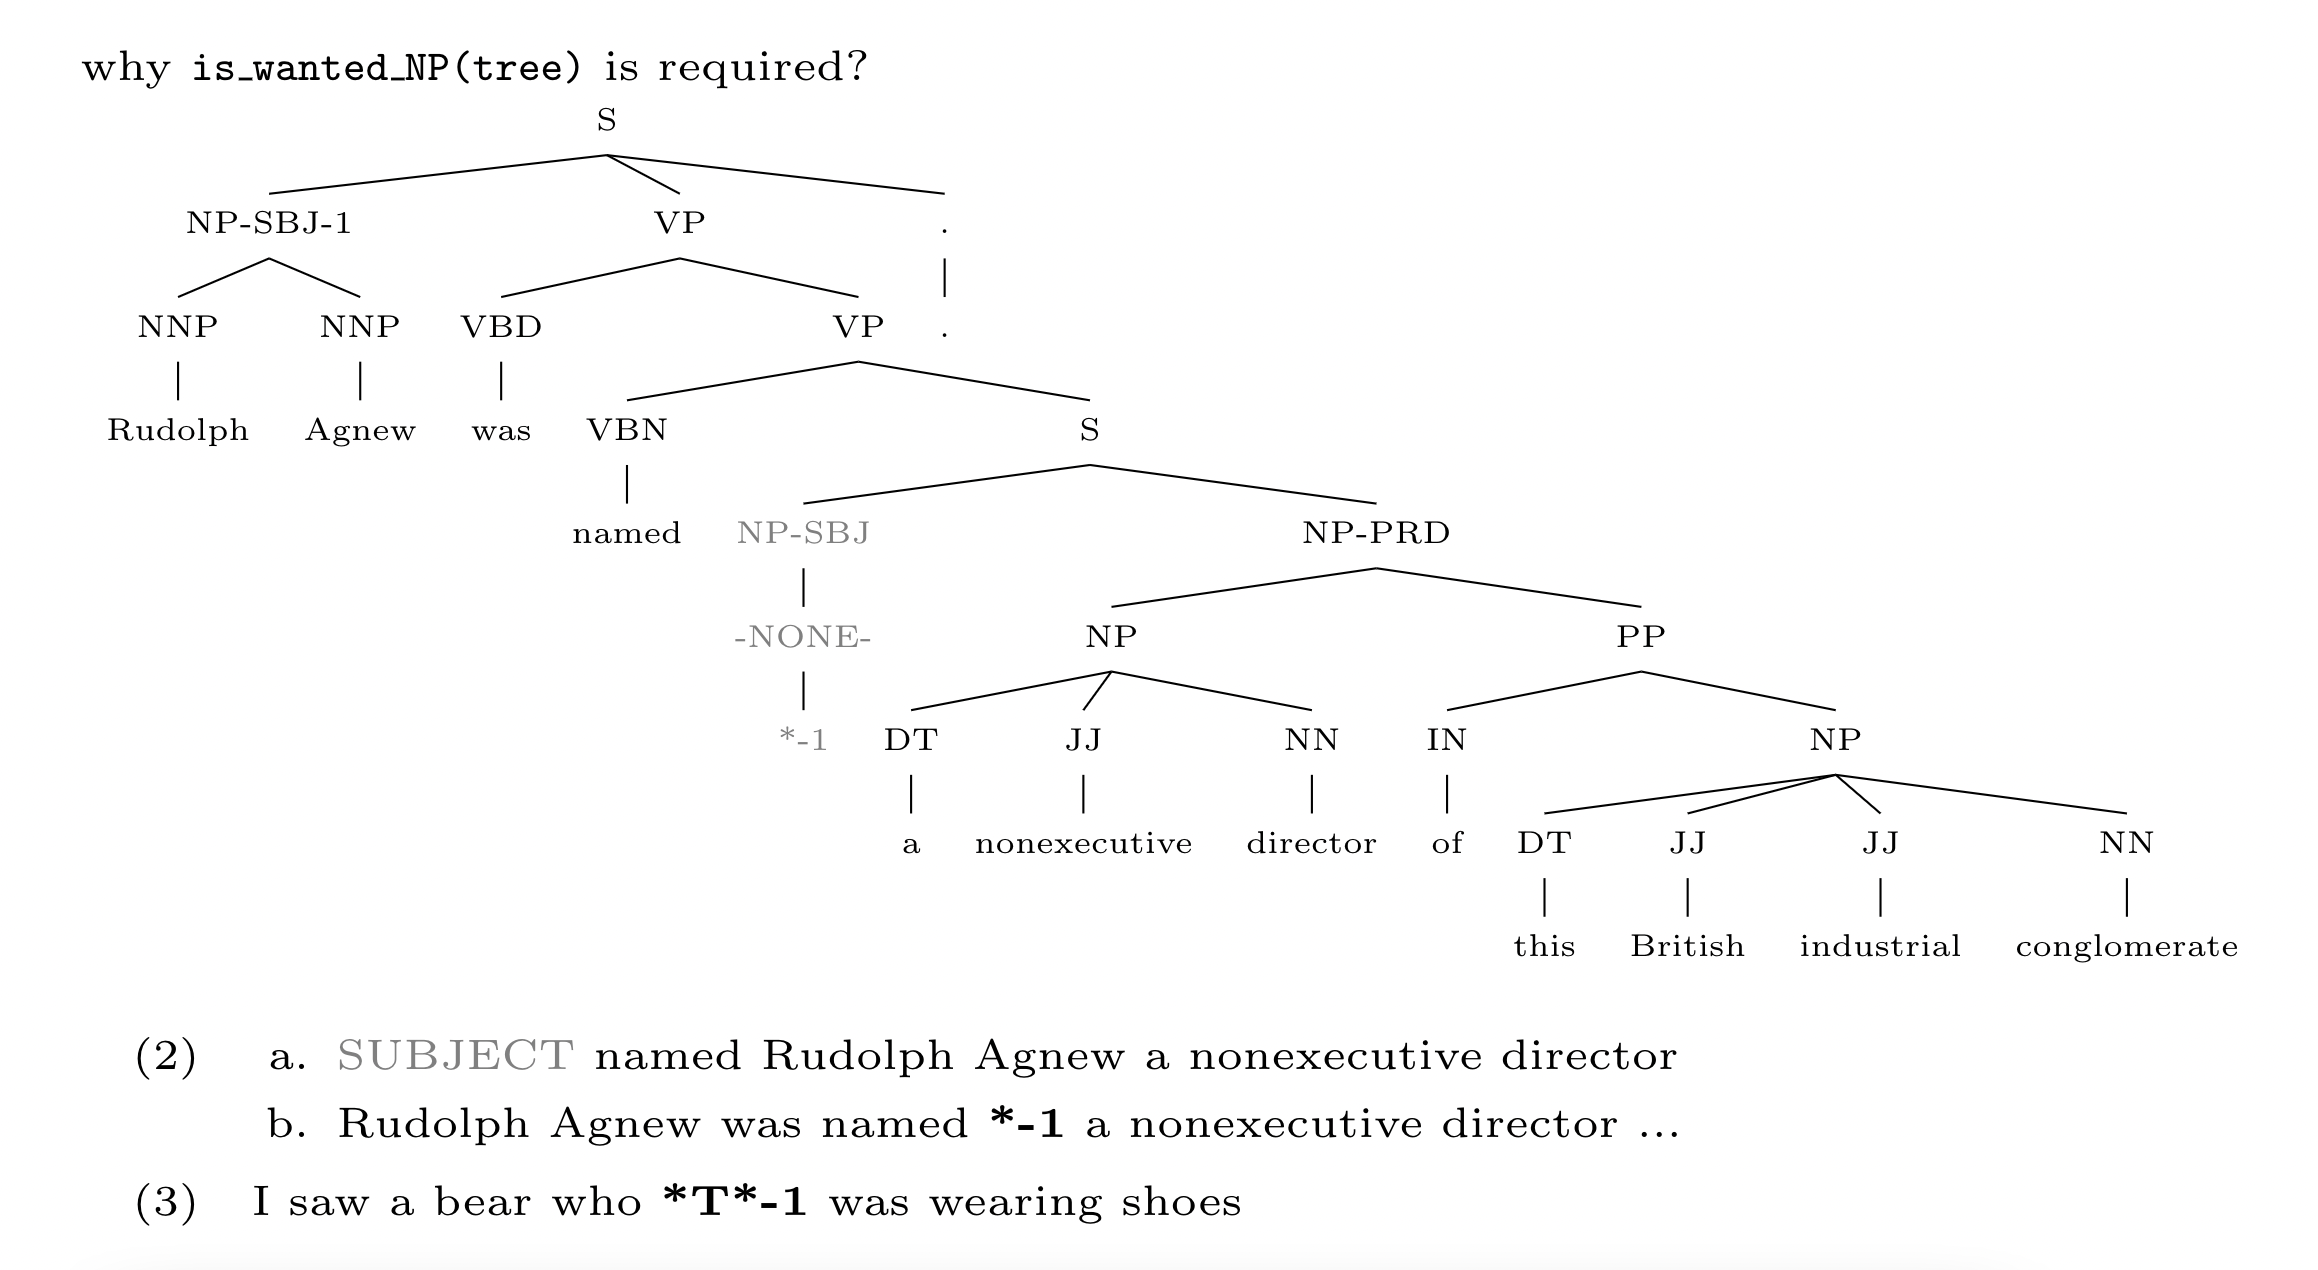 why is_wanted_NP(tree) is required?
S
NP-SBJ-1 VP .
NNP NNP VBD VP .
Rudolph Agnew was VBN S
named NP-SBJ NP-PRD
-NONE- NP PP
*-1 DT JJ NN IN NP
a nonexecutive director of DT JJ JJ NN
this British industrial conglomerate
(2) a. SUBJECT named Rudolph Agnew a nonexecutive director
b. Rudolph Agnew was named *-1 a nonexecutive director ...
(3) I saw a bear who *T*-1 was wearing shoes